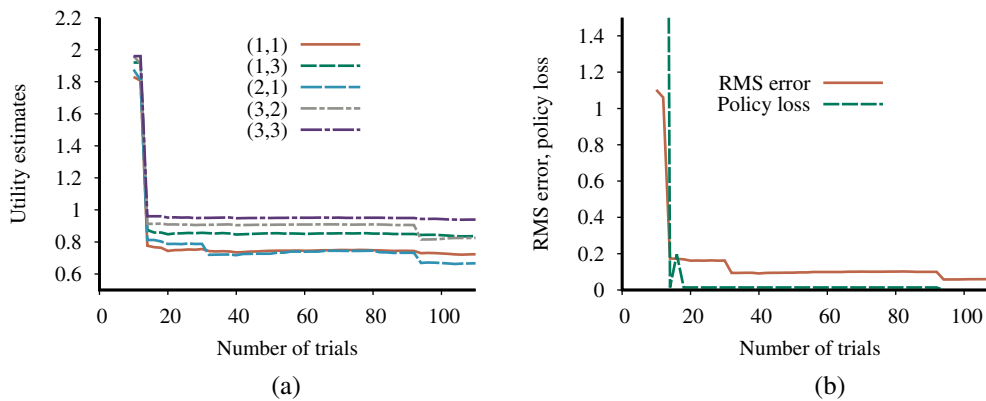 2.2
2
1.8
1.6
1.4
1.2
1
0.8
0.6
0 20 40 60 80 100
Utility estimates
Number of trials
(1,1)
(1,3)
(2,1)
(3,2)
(3,3)
(a)
1.4
1.2
1
0.8
0.6
0.4
0.2
0
0 20 40 60 80 100
RMS error, policy loss
Number of trials
RMS error
Policy loss
(b)